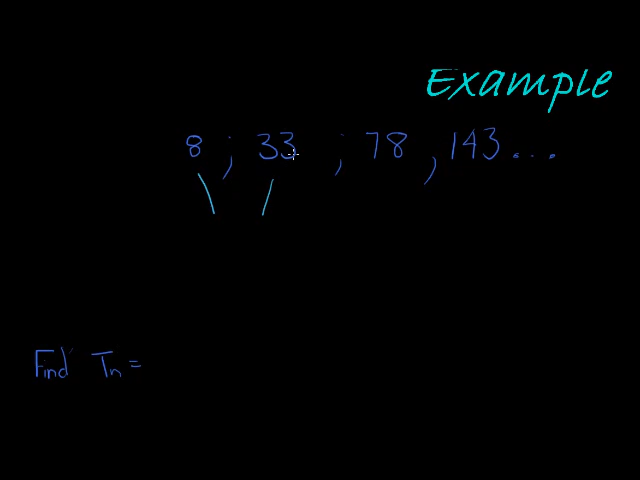 Example
8 ; 33 ; 78 , 143 ...
Find Tn =